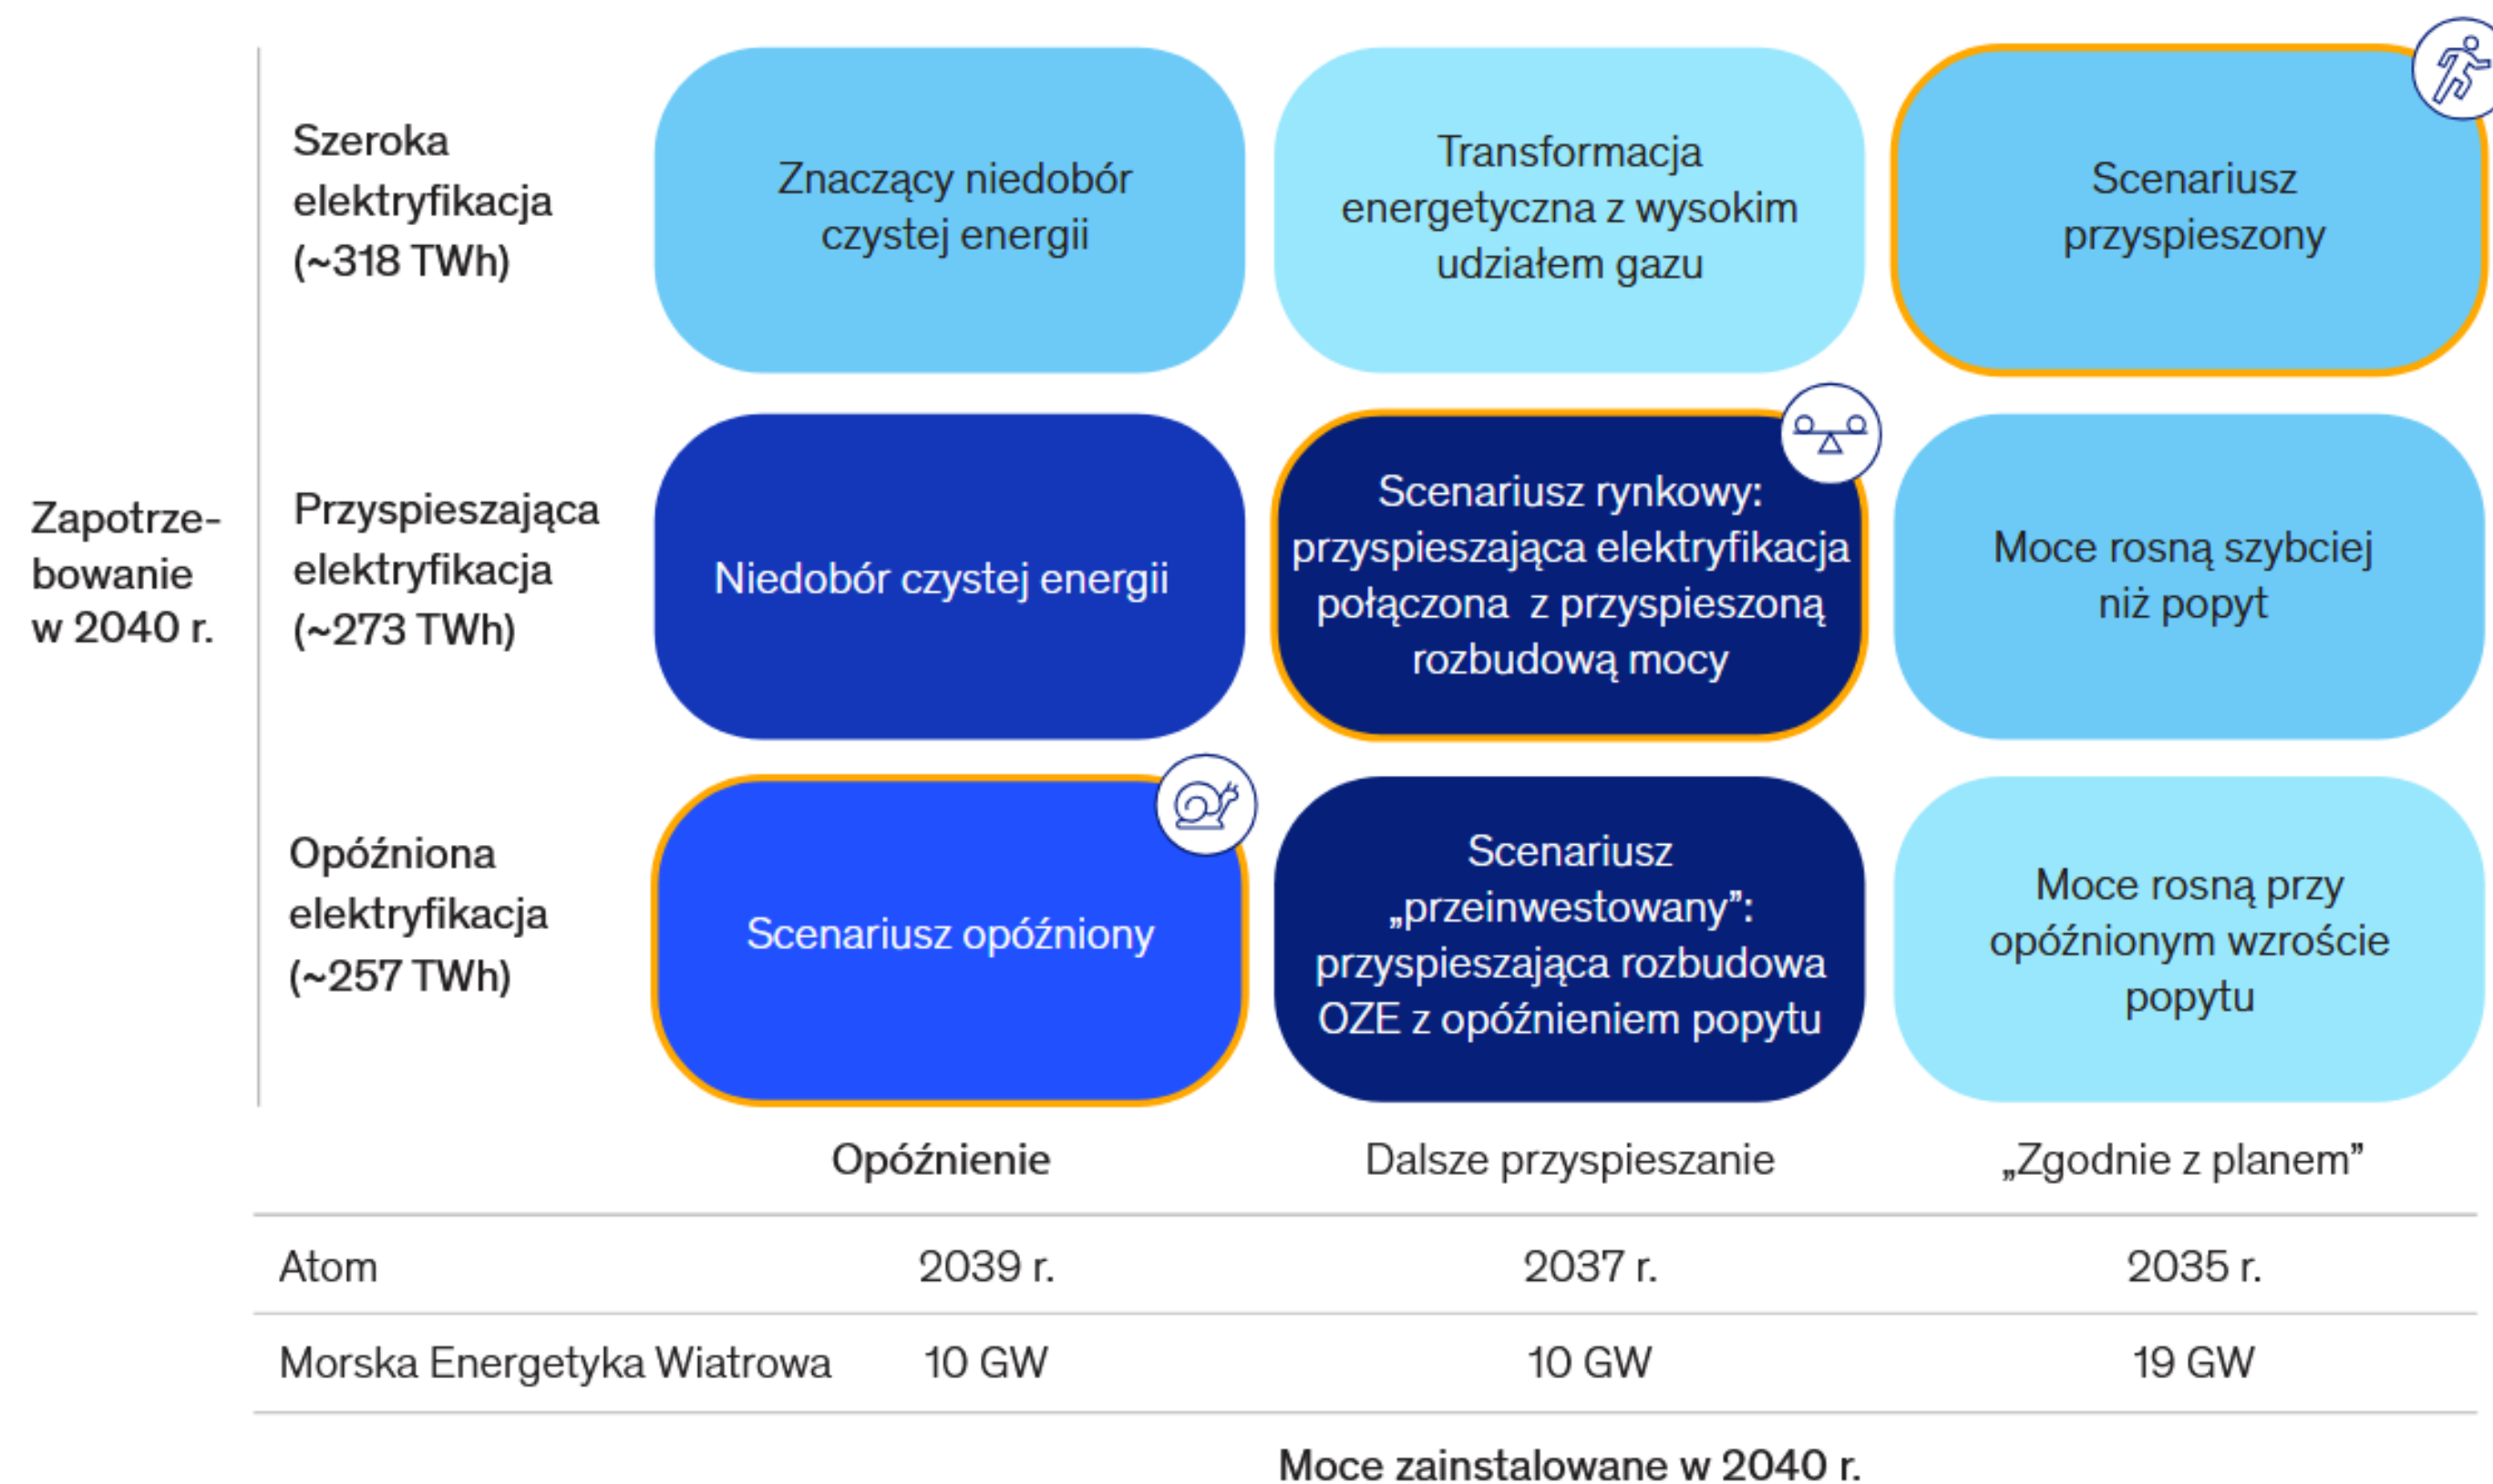 Zapotrze-
bowanie
w 2040 r.
Szeroka
elektryfikacja
(~318 TWh)
Znaczący niedobór
czystej energii
Transformacja
energetyczna z wysokim
udziałem gazu
Scenariusz
przyspieszony
Przyspieszająca
elektryfikacja
(~273 TWh)
Niedobór czystej energii
Scenariusz rynkowy:
przyspieszająca elektryfikacja
połączona z przyspieszoną
rozbudową mocy
Moce rosną szybciej
niż popyt
Opóźniona
elektryfikacja
(~257 TWh)
Scenariusz opóźniony
Scenariusz
„przeinwestowany”:
przyspieszająca rozbudowa
OZE z opóźnieniem popytu
Moce rosną przy
opóźnionym wzroście
popytu
Opóźnienie
Dalsze przyspieszanie
„Zgodnie z planem”
Atom 2039 r. 2037 r. 2035 r.
Morska Energetyka Wiatrowa 10 GW 10 GW 19 GW
Moce zainstalowane w 2040 r.